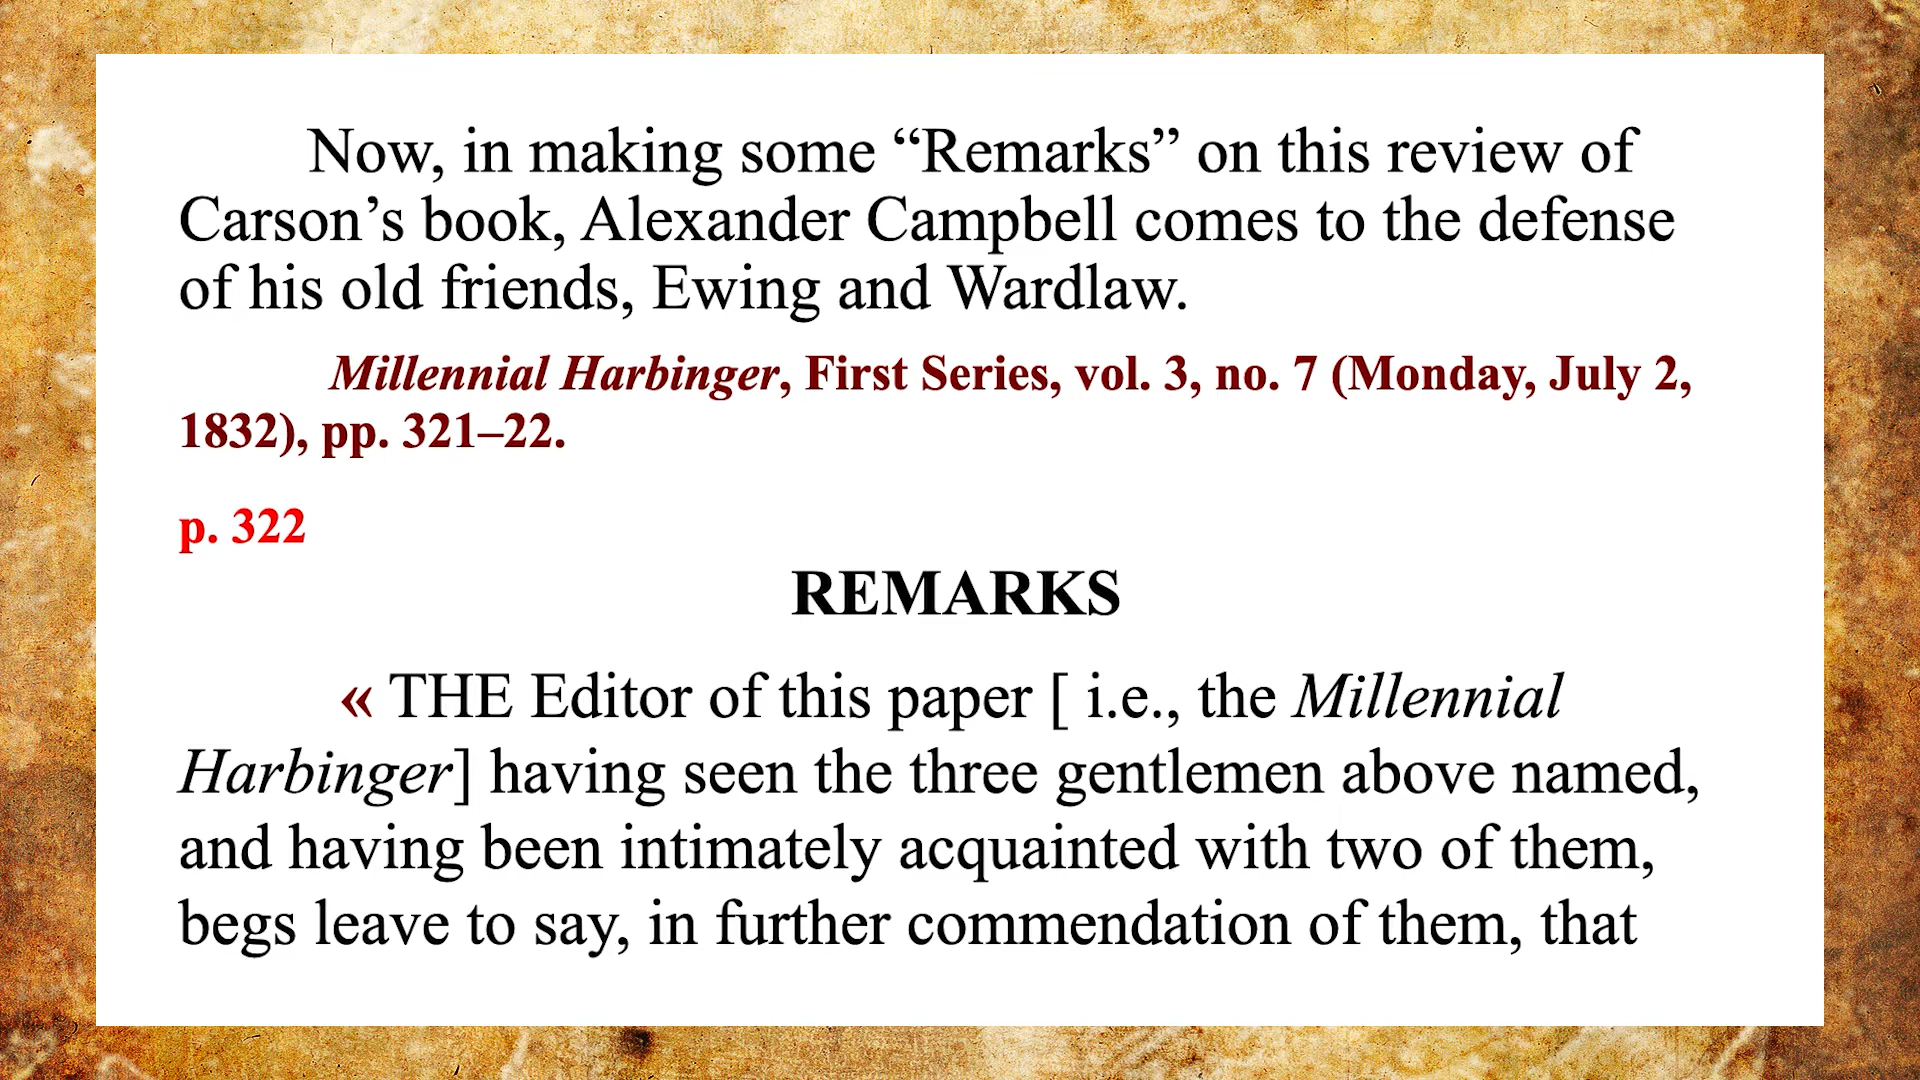 Now, in making some “Remarks” on this review of
Carson’s book, Alexander Campbell comes to the defense
of his old friends, Ewing and Wardlaw.
Millennial Harbinger, First Series, vol. 3, no. 7 (Monday, July 2,
1832), pp. 321–22.
p. 322
REMARKS
« THE Editor of this paper [ i.e., the Millennial
Harbinger] having seen the three gentlemen above named,
and having been intimately acquainted with two of them,
begs leave to say, in further commendation of them, that